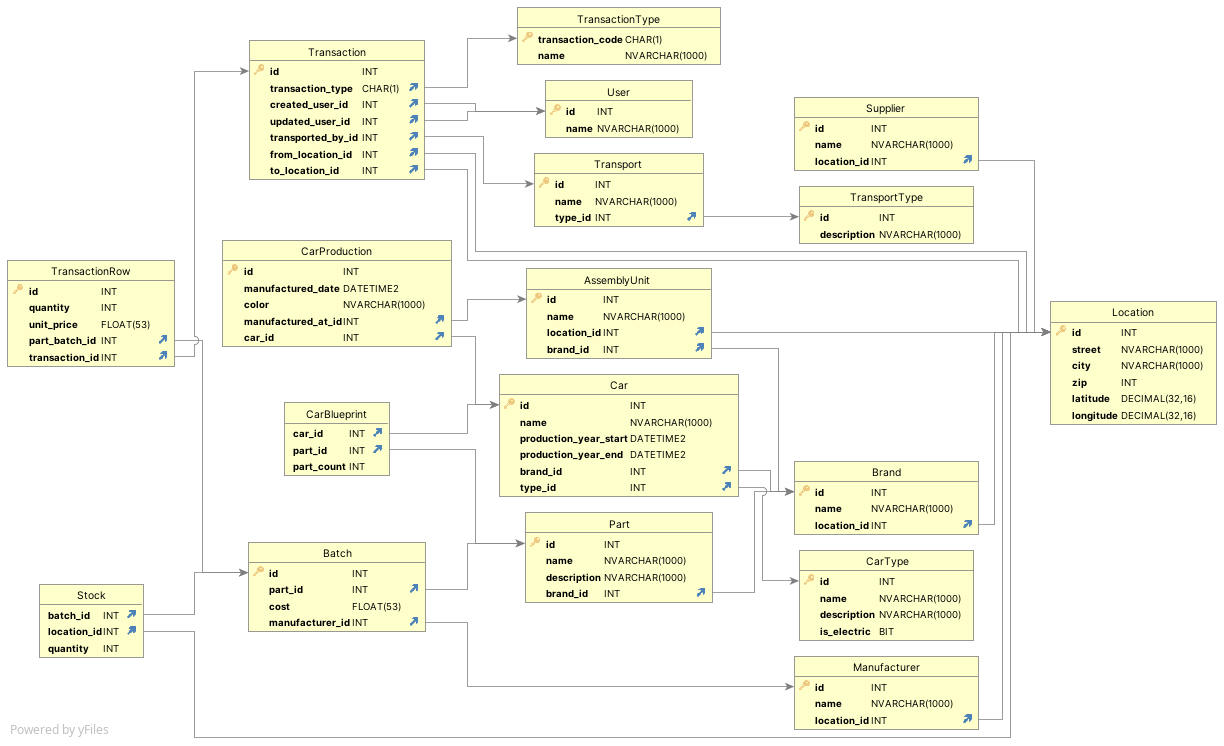 TransactionType
transaction_code CHAR(1)
name NVARCHAR(1000)
Transaction
id INT
transaction_type CHAR(1)
created_user_id INT
updated_user_id INT
transported_by_id INT
from_location_id INT
to_location_id INT
User
id INT
name NVARCHAR(1000)
Supplier
id INT
name NVARCHAR(1000)
location_id INT
Transport
id INT
name NVARCHAR(1000)
type_id INT
TransportType
id INT
description NVARCHAR(1000)
CarProduction
id INT
manufactured_date DATETIME2
color NVARCHAR(1000)
manufactured_at_id INT
car_id INT
TransactionRow
id INT
quantity INT
unit_price FLOAT(53)
part_batch_id INT
transaction_id INT
AssemblyUnit
id INT
name NVARCHAR(1000)
location_id INT
brand_id INT
Location
id INT
street NVARCHAR(1000)
city NVARCHAR(1000)
zip INT
latitude DECIMAL(32,16)
longitude DECIMAL(32,16)
Car
id INT
name NVARCHAR(1000)
production_year_start DATETIME2
production_year_end DATETIME2
brand_id INT
type_id INT
CarBlueprint
car_id INT
part_id INT
part_count INT
Brand
id INT
name NVARCHAR(1000)
location_id INT
Part
id INT
name NVARCHAR(1000)
description NVARCHAR(1000)
brand_id INT
Batch
id INT
part_id INT
cost FLOAT(53)
manufacturer_id INT
CarType
id INT
name NVARCHAR(1000)
description NVARCHAR(1000)
is_electric BIT
Stock
batch_id INT
location_id INT
quantity INT
Manufacturer
id INT
name NVARCHAR(1000)
location_id INT
Powered by yFiles